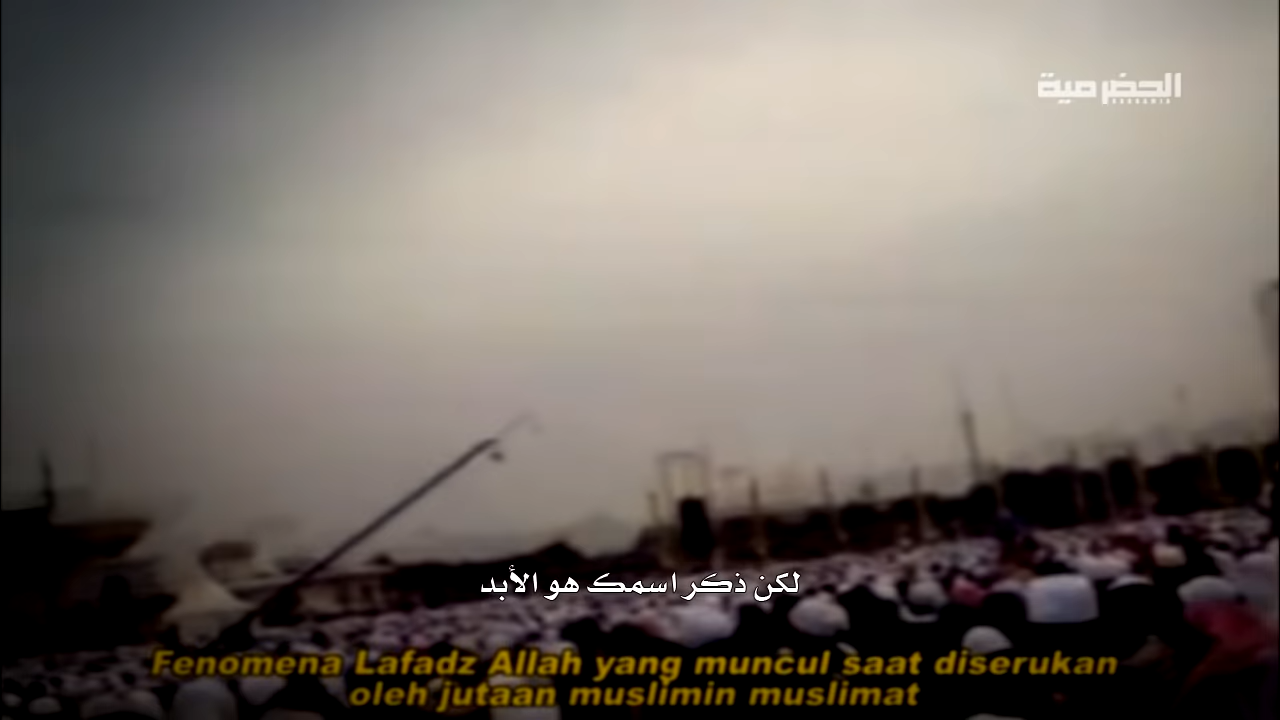 الحضرمية
لكن ذكر اسمك هو الأبد
Fenomena Lafadz Allah yang muncul saat diserukan
oleh jutaan muslimin muslimat